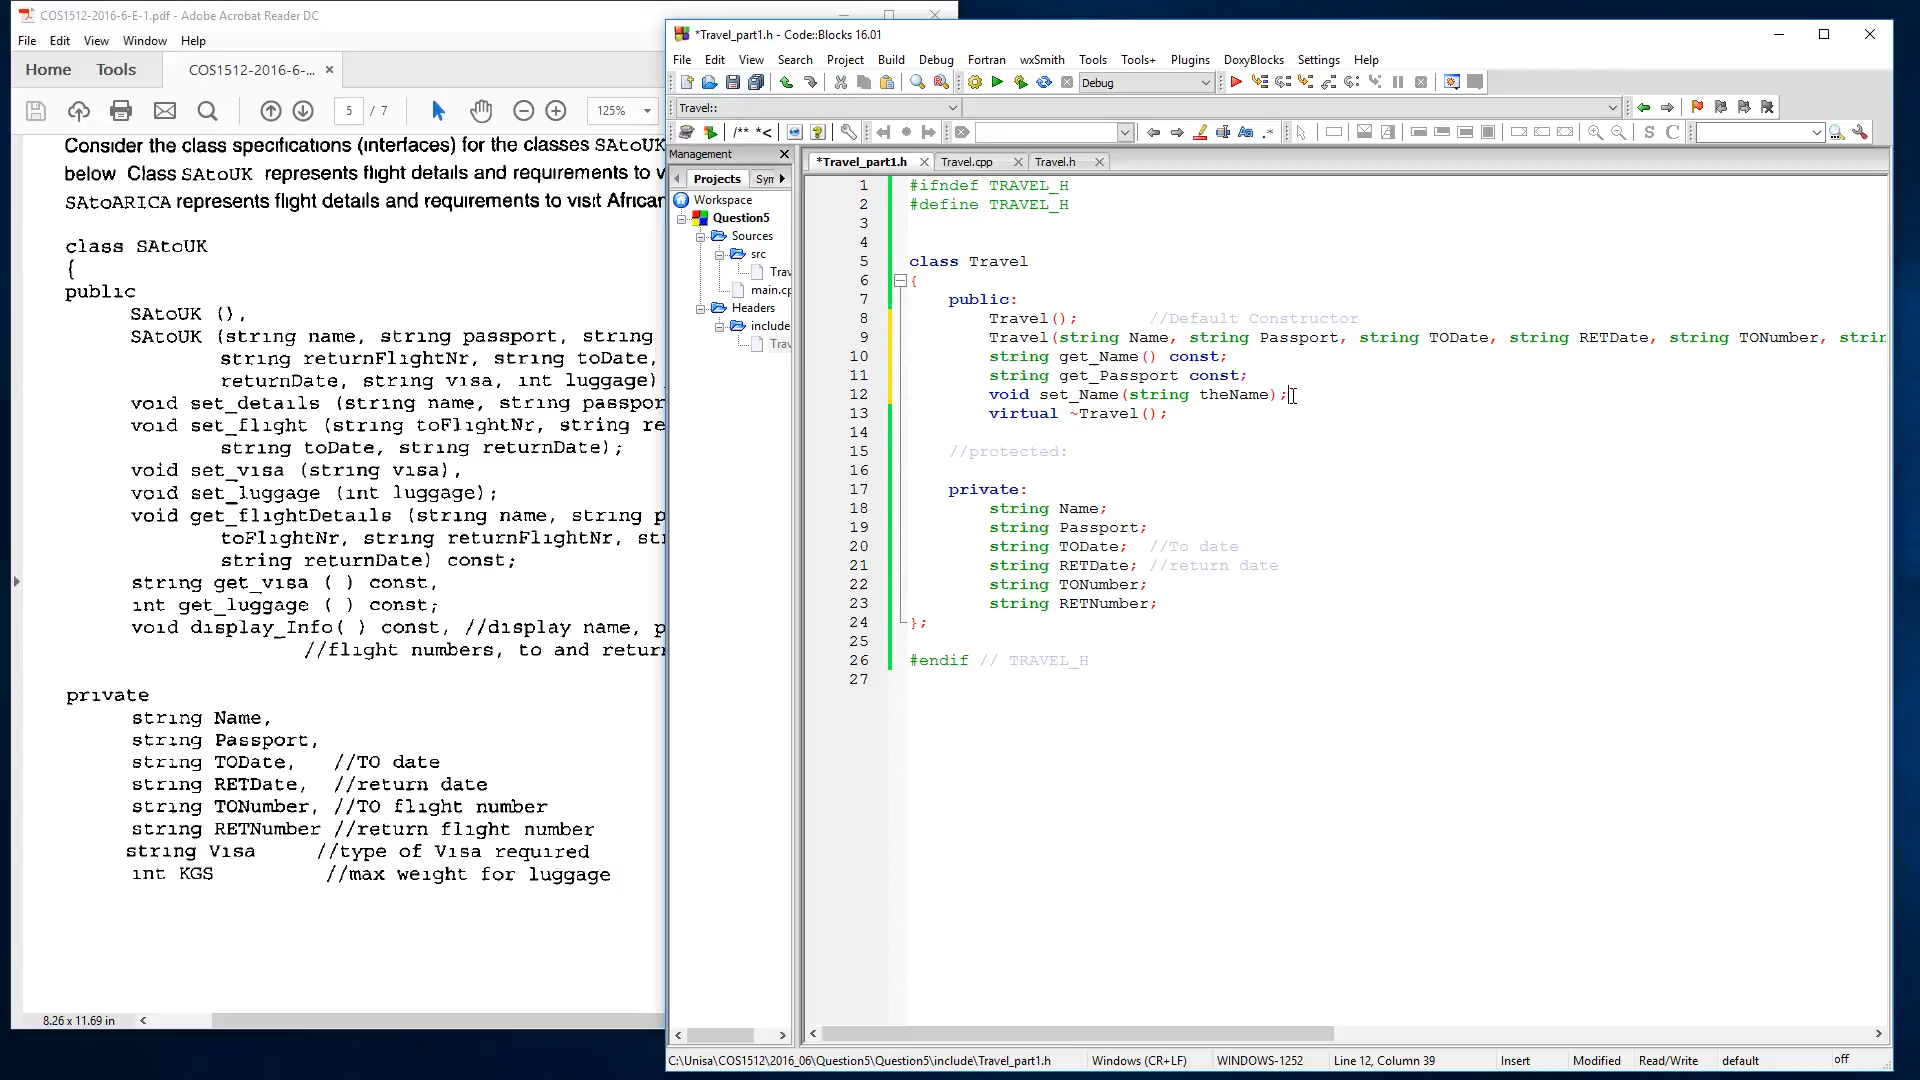 COS1512-2016-6-E-1.pdf - Adobe Acrobat Reader DC
File Edit View Window Help
Home Tools COS1512-2016-6-... ×
5 / 7 125%
Consider the class specifications (interfaces) for the classes SAtoUK
below Class SAtoUK represents flight details and requirements to v
SAtoARICA represents flight details and requirements to visit African
class SAtoUK
{
public
SAtoUK (),
SAtoUK (string name, string passport, string
string returnFlightNr, string toDate,
returnDate, string visa, int luggage)
void set_details (string name, string passpor
void set_flight (string toFlightNr, string re
string toDate, string returnDate);
void set_visa (string visa),
void set_luggage (int luggage);
void get_flightDetails (string name, string p
toFlightNr, string returnFlightNr, str
string returnDate) const;
string get_visa ( ) const,
int get_luggage ( ) const;
void display_Info( ) const, //display name, p
//flight numbers, to and return
private
string Name,
string Passport,
string TODate, //TO date
string RETDate, //return date
string TONumber, //TO flight number
string RETNumber //return flight number
string Visa //type of Visa required
int KGS //max weight for luggage
8.26 x 11.69 in
*Travel_part1.h - Code::Blocks 16.01
File Edit View Search Project Build Debug Fortran wxSmith Tools Tools+ Plugins DoxyBlocks Settings Help
Debug
Travel::
/** *<
Management
Projects Syn
Workspace
Question5
Sources
src
Trav
main.cp
Headers
include
Trav
*Travel_part1.h Travel.cpp Travel.h
1 #ifndef TRAVEL_H
2 #define TRAVEL_H
3
4
5 class Travel
6 {
7 public:
8 Travel(); //Default Constructor
9 Travel(string Name, string Passport, string TODate, string RETDate, string TONumber, strin
10 string get_Name() const;
11 string get_Passport const;
12 void set_Name(string theName);
13 virtual ~Travel();
14
15 //protected:
16
17 private:
18 string Name;
19 string Passport;
20 string TODate; //To date
21 string RETDate; //return date
22 string TONumber;
23 string RETNumber;
24 };
25
26 #endif // TRAVEL_H
27
C:\Unisa\COS1512\2016_06\Question5\Question5\include\Travel_part1.h Windows (CR+LF) WINDOWS-1252 Line 12, Column 39 Insert Modified Read/Write default off